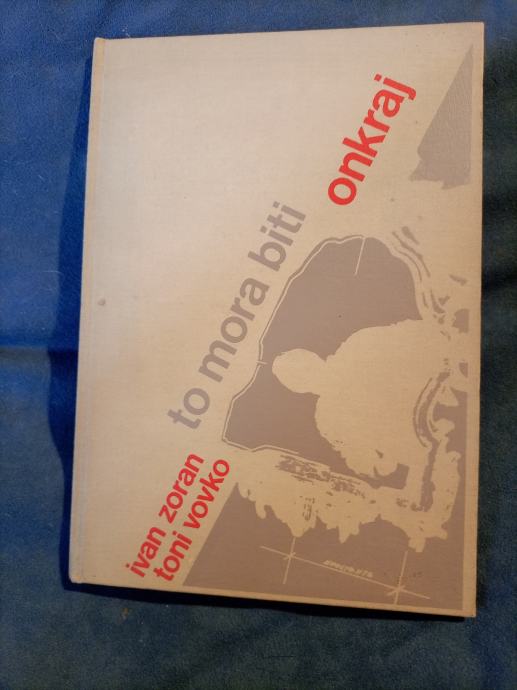 ivan zoran
toni vovko
to mora biti
onkraj